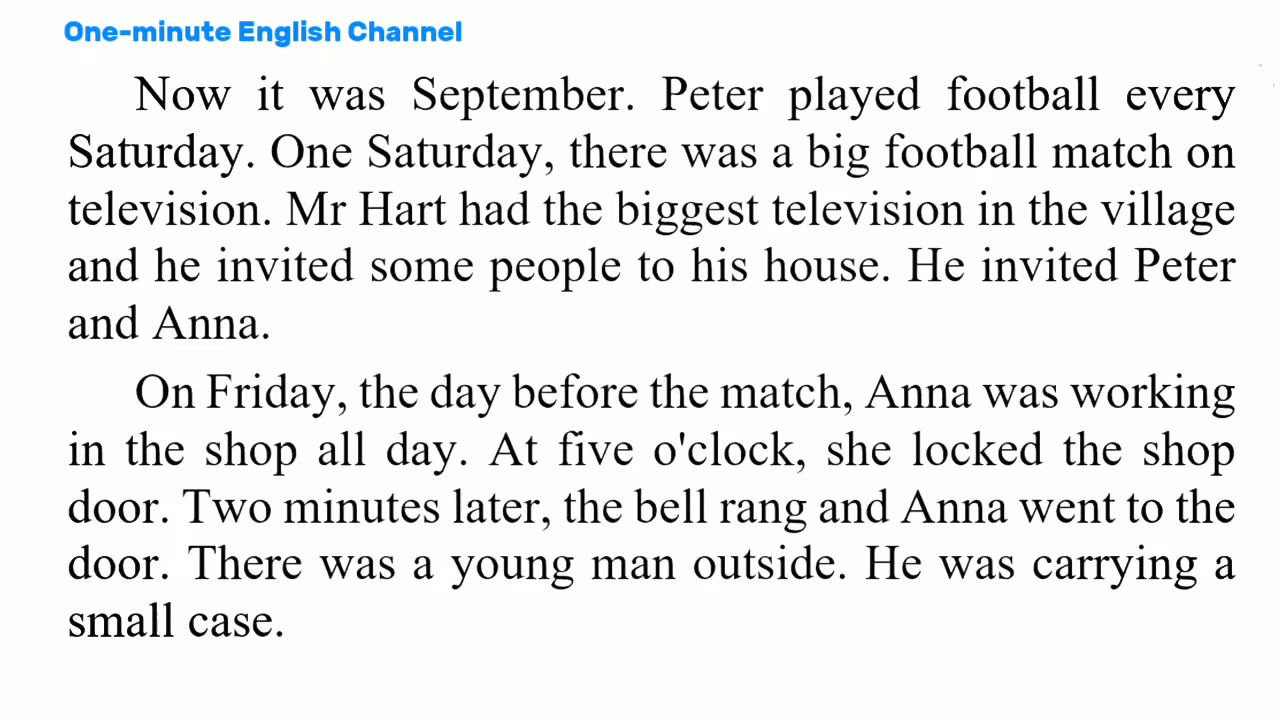 One-minute English Channel
Now it was September. Peter played football every
Saturday. One Saturday, there was a big football match on
television. Mr Hart had the biggest television in the village
and he invited some people to his house. He invited Peter
and Anna.
On Friday, the day before the match, Anna was working
in the shop all day. At five o'clock, she locked the shop
door. Two minutes later, the bell rang and Anna went to the
door. There was a young man outside. He was carrying a
small case.